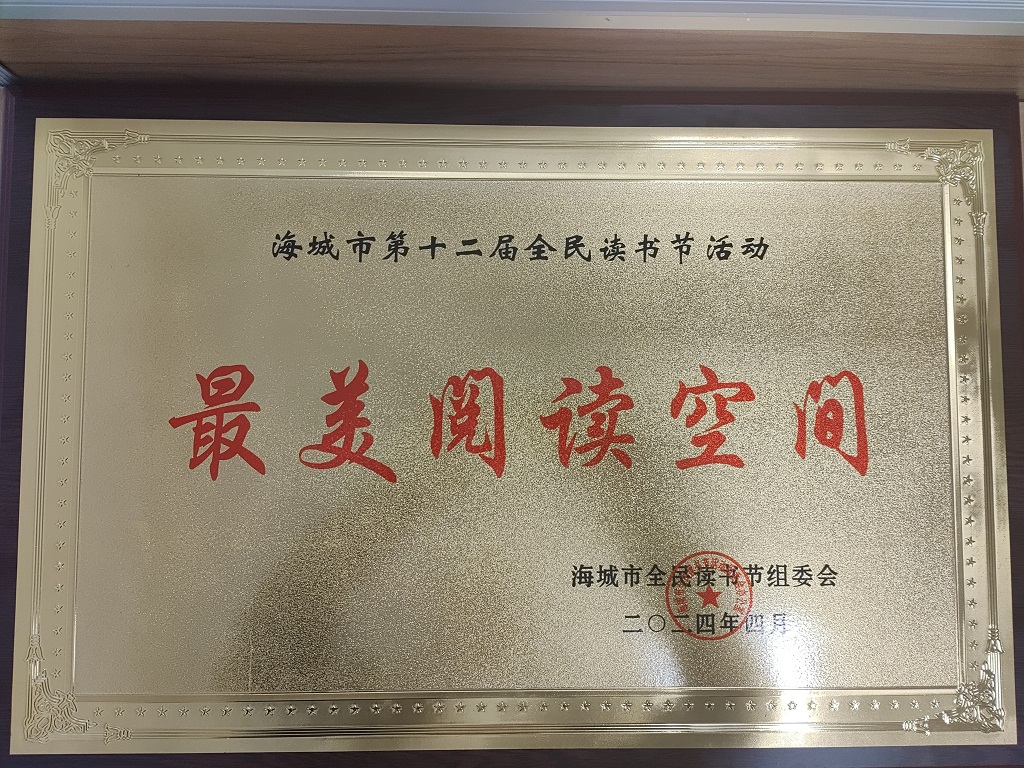 海城市第十二届全民读书节活动
最美阅读空间
海城市全民读书节组委会
二〇二四年四月